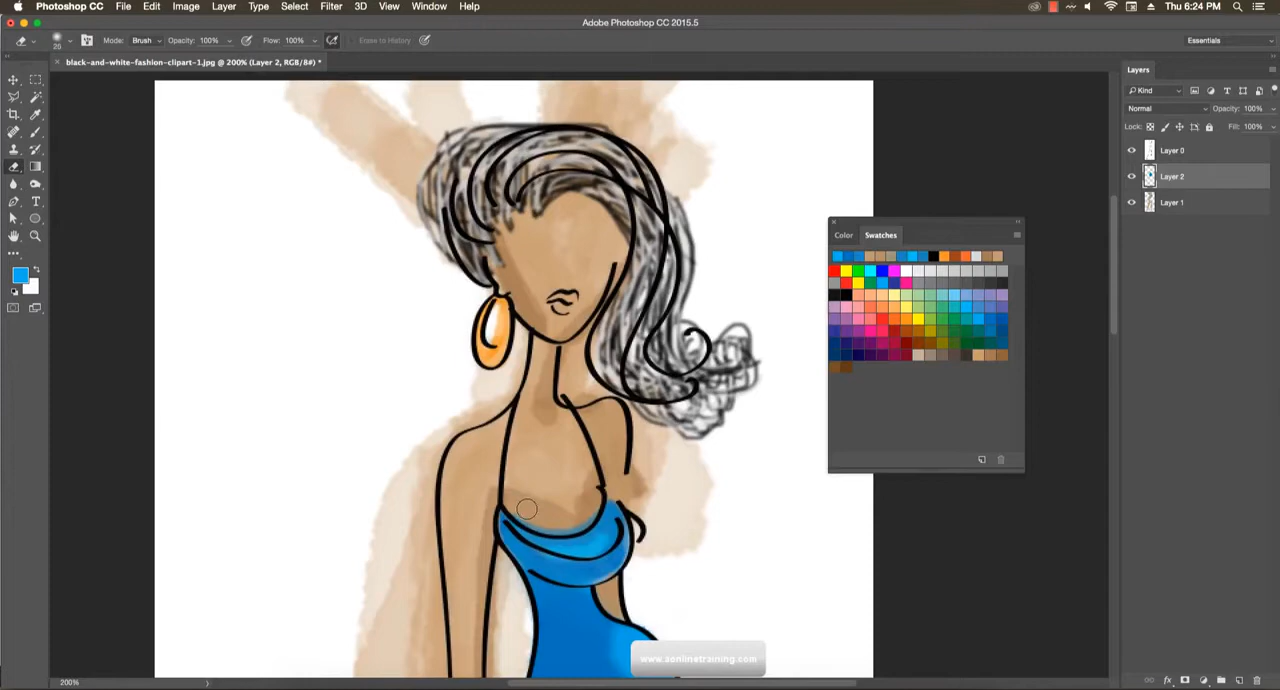 Photoshop CC File Edit Image Layer Type Select Filter 3D View Window Help
Thu 6:24 PM
Adobe Photoshop CC 2015.5
20
Mode: Brush Opacity: 100% Flow: 100% Erase to History
Essentials
black-and-white-fashion-clipart-1.jpg @ 200% (Layer 2, RGB/8#) *
Layers
Kind
Normal Opacity: 100%
Lock: Fill: 100%
Layer 0
Layer 2
Layer 1
Color Swatches
T
fx
www.aonlinetraining.com
200%